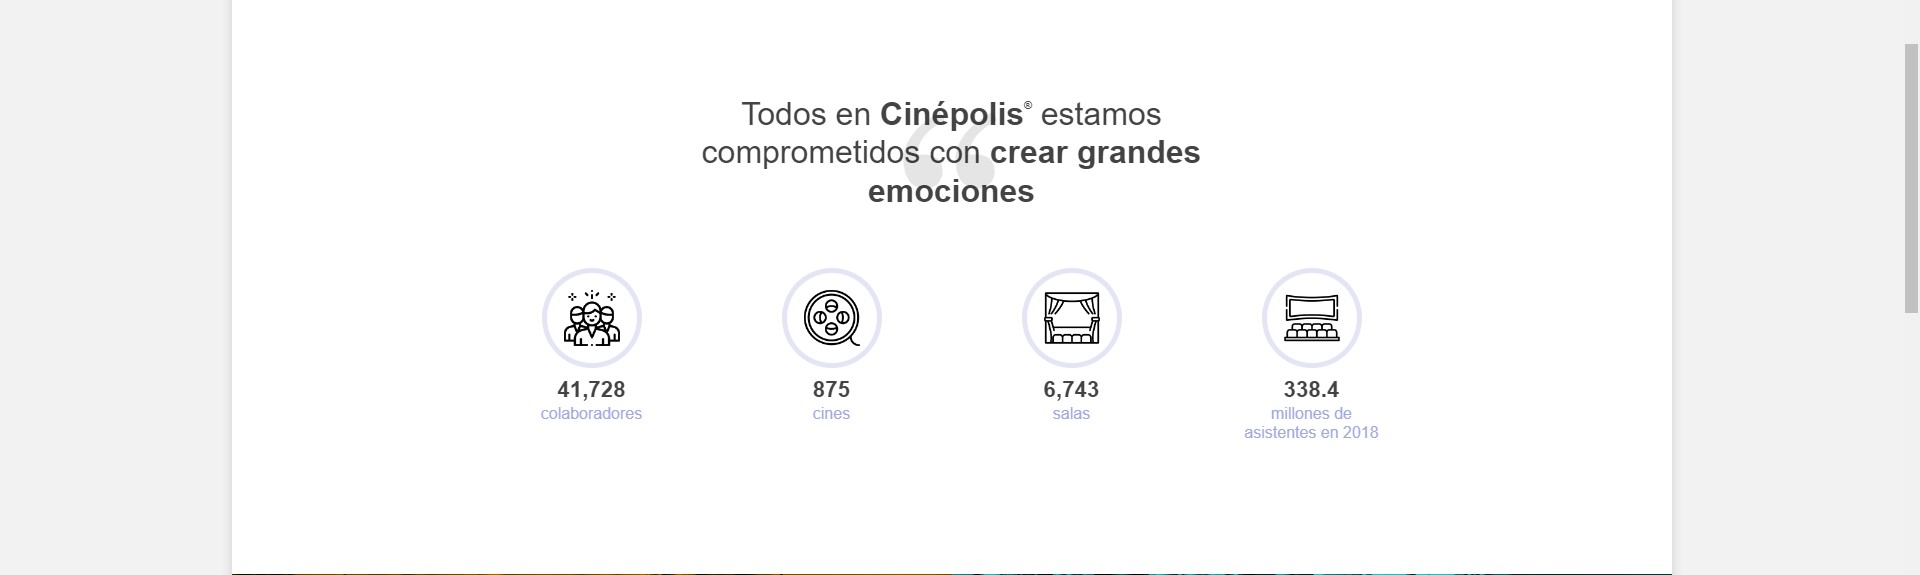 Todos en Cinépolis® estamos
comprometidos con crear grandes
emociones
41,728
colaboradores
875
cines
6,743
salas
338.4
millones de
asistentes en 2018